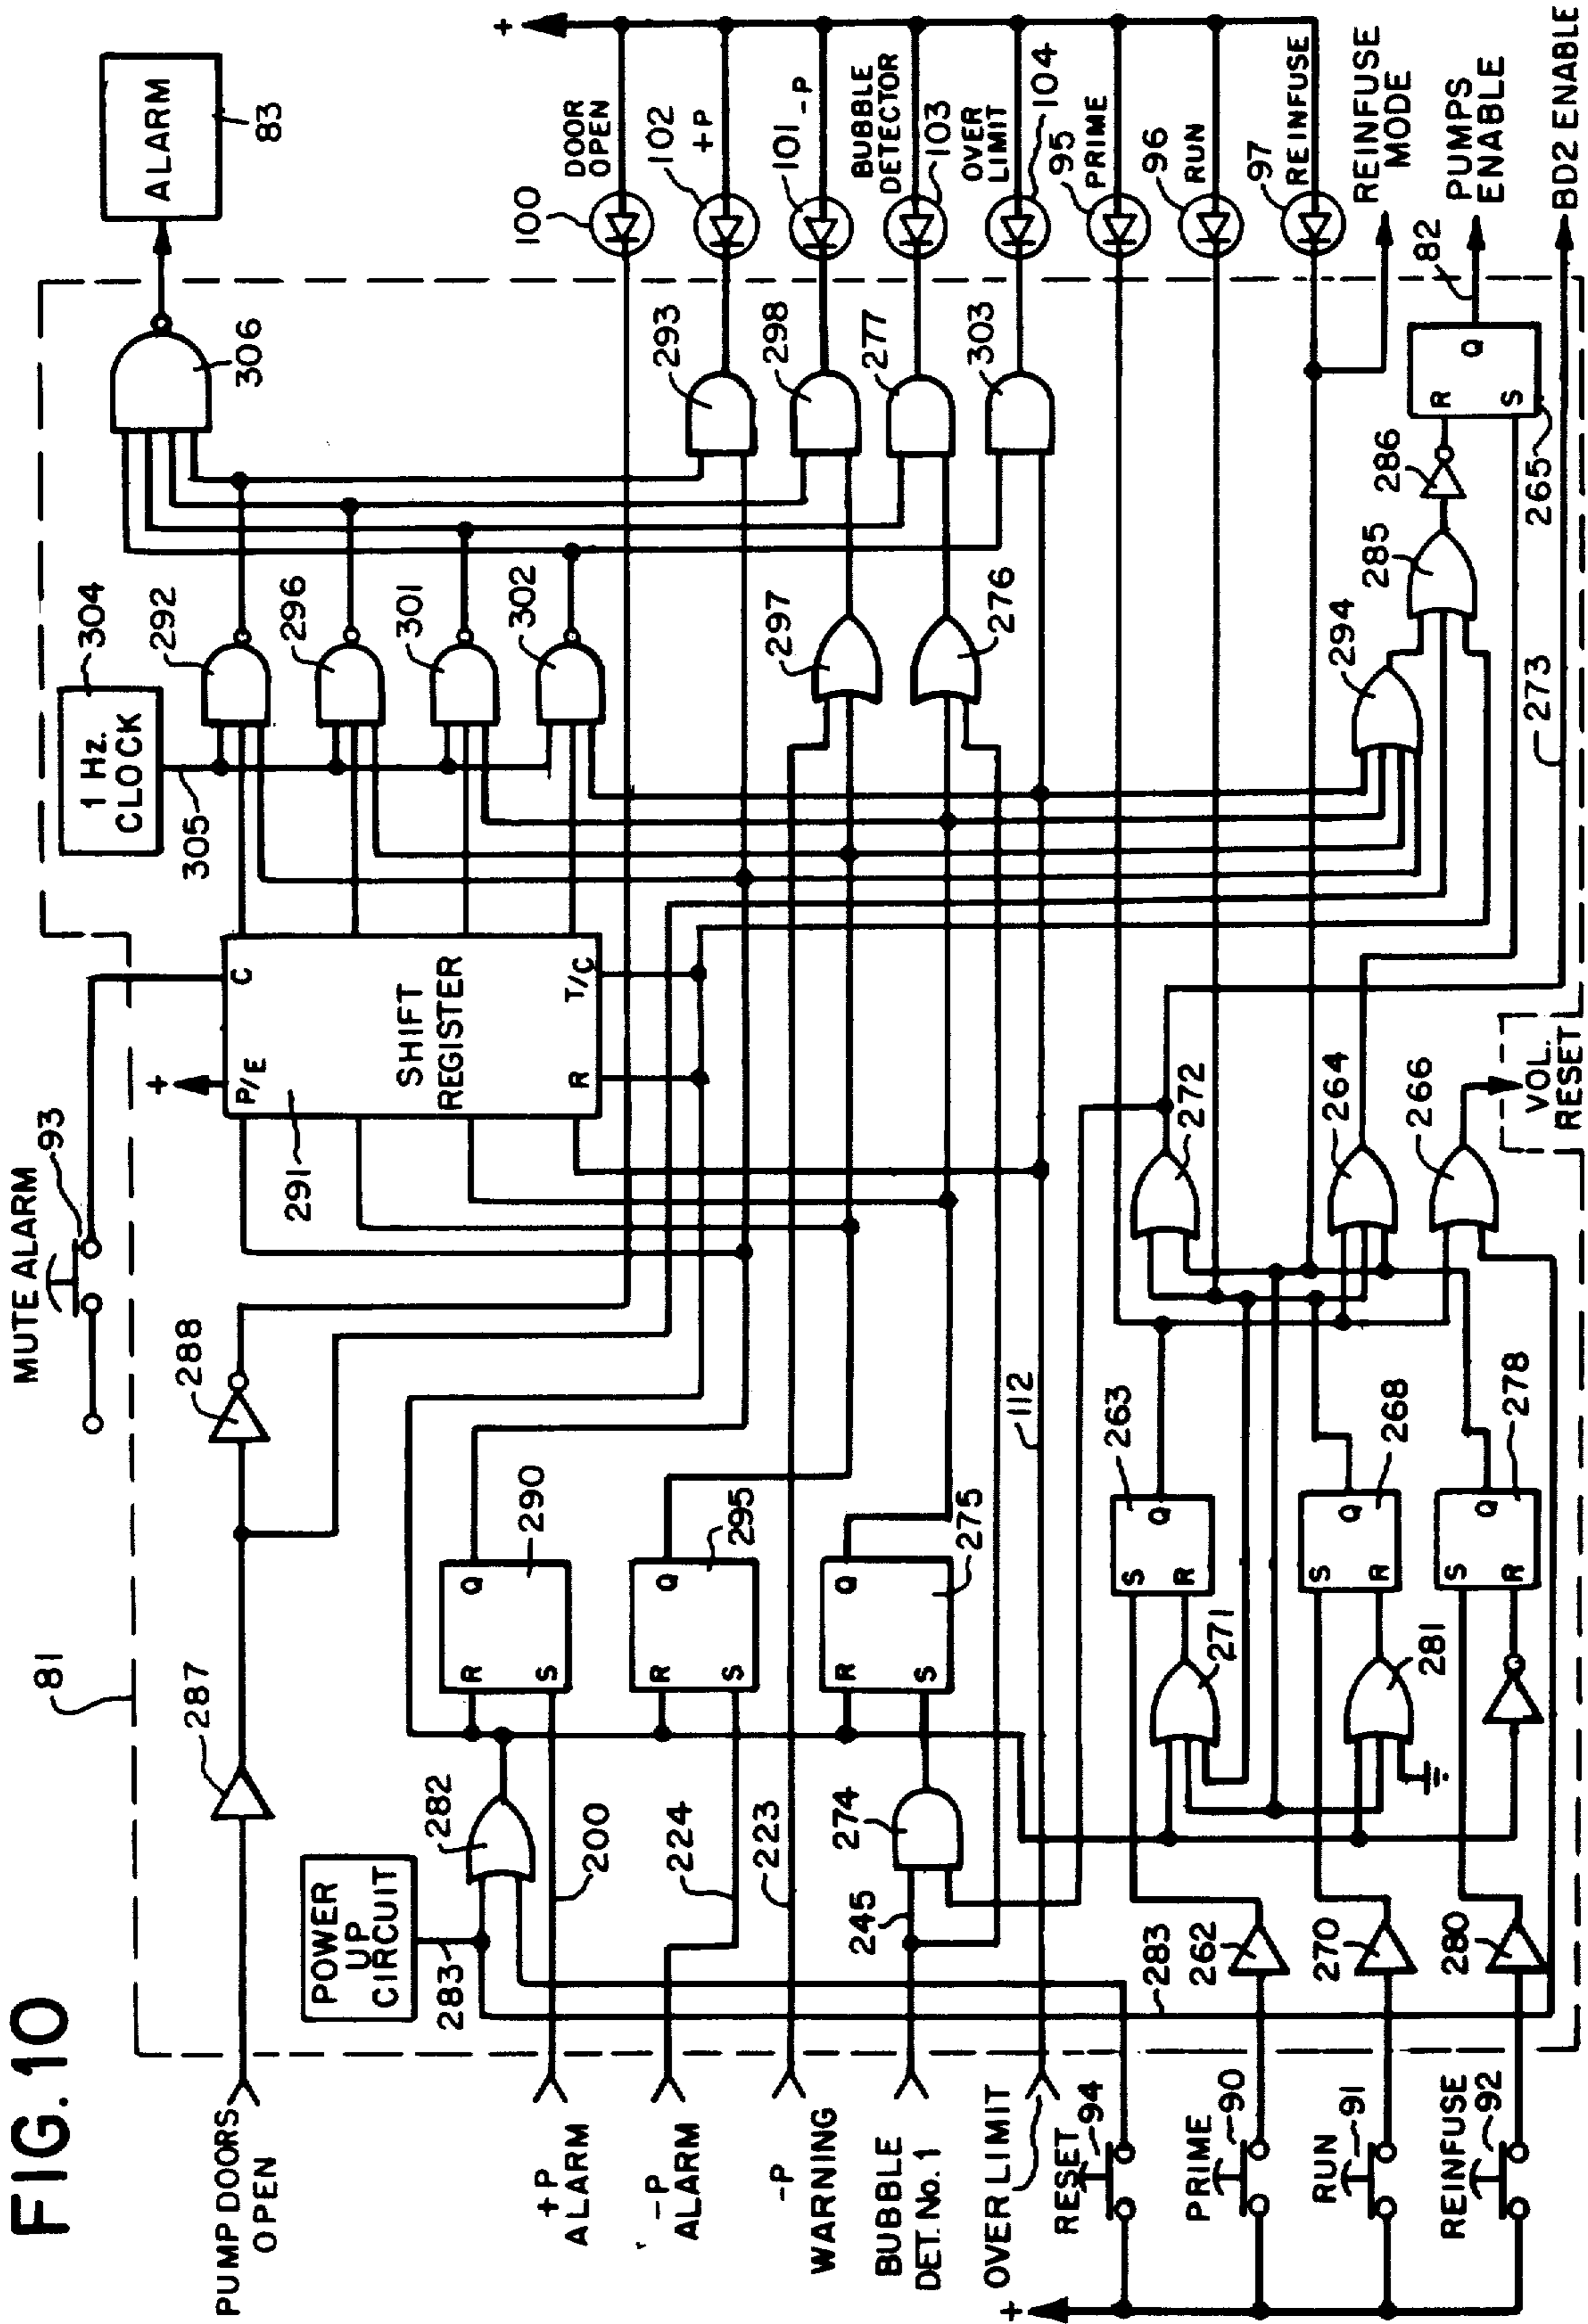 FIG. 10
81
MUTE ALARM
93
ALARM
83
PUMP DOORS
OPEN
287
288
+
P/E
C
291
SHIFT
REGISTER
R
T/C
304
1 Hz.
CLOCK
305
292
296
301
302
306
POWER
UP
CIRCUIT
283
282
R
Q
S
290
+P
ALARM
200
R
Q
S
295
-P
ALARM
224
-P
WARNING
223
R
Q
S
275
BUBBLE
DET. No. 1
245
274
OVER LIMIT
112
297
276
293
298
277
303
+
100
DOOR
OPEN
102
+P
101
-P
BUBBLE
DETECTOR
103
OVER
LIMIT
104
95
PRIME
96
RUN
97
REINFUSE
REINFUSE
MODE
82
PUMPS
ENABLE
BD2 ENABLE
RESET
94
PRIME
90
RUN
91
REINFUSE
92
+
283
262
270
280
271
281
S
Q
R
263
S
Q
R
268
S
Q
R
278
272
264
266
VOL.
RESET
294
285
286
R
Q
S
265
273